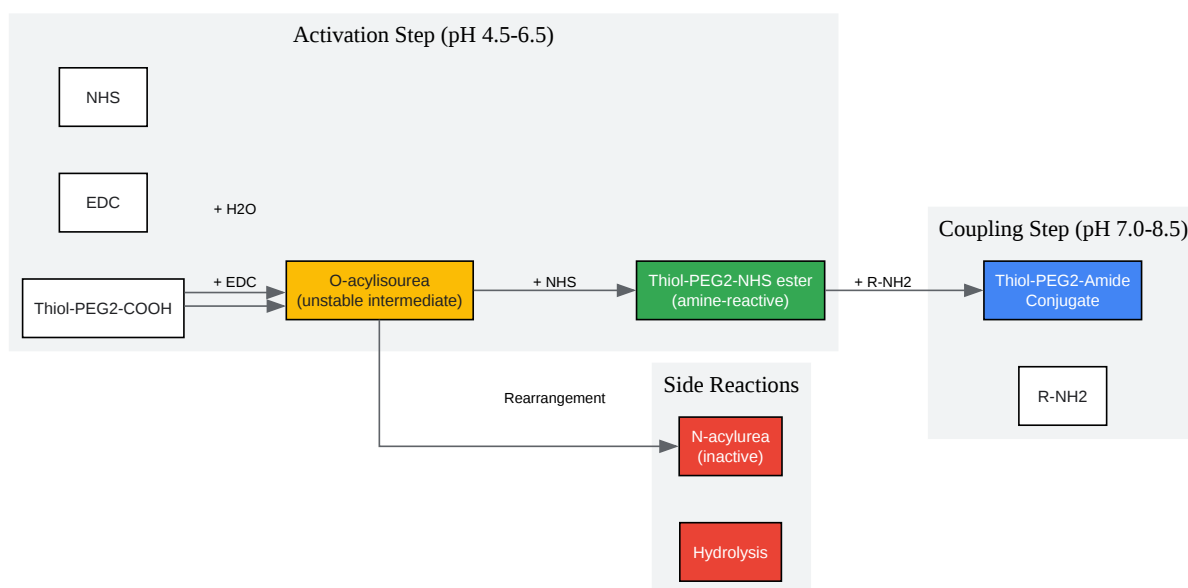 Activation Step (pH 4.5-6.5)
NHS
EDC
+ H2O
Thiol-PEG2-COOH
+ EDC
O-acylisourea
(unstable intermediate)
+ NHS
Thiol-PEG2-NHS ester
(amine-reactive)
+ R-NH2
Coupling Step (pH 7.0-8.5)
Thiol-PEG2-Amide
Conjugate
R-NH2
Rearrangement
Side Reactions
N-acylurea
(inactive)
Hydrolysis